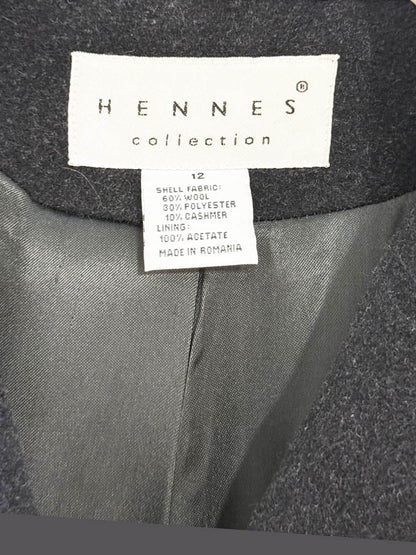 HENNES®
collection
12
SHELL FABRIC:
60% WOOL
30% POLYESTER
10% CASHMER
LINING:
100% ACETATE
MADE IN ROMANIA